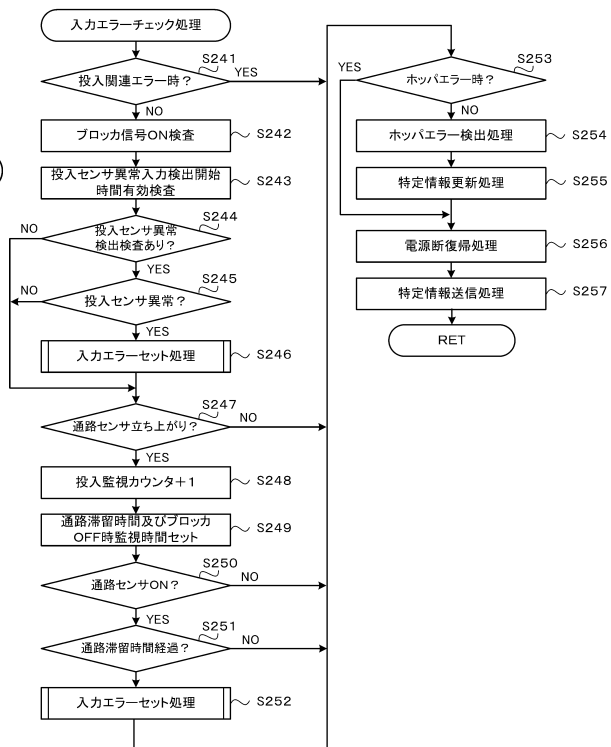 入力エラーチェック処理
S241
投入関連エラー時？
YES
NO
ブロッカ信号ON検査
S242
投入センサ異常入力検出開始
時間有効検査
S243
S244
NO
投入センサ異常
検出検査あり？
YES
S245
NO
投入センサ異常？
YES
入力エラーセット処理
S246
S247
通路センサ立ち上がり？
NO
YES
投入監視カウンタ＋1
S248
通路滞留時間及びブロッカ
OFF時監視時間セット
S249
S250
通路センサON？
NO
YES
S251
通路滞留時間経過？
NO
入力エラーセット処理
S252
S253
YES
ホッパエラー時？
NO
ホッパエラー検出処理
S254
特定情報更新処理
S255
電源断復帰処理
S256
特定情報送信処理
S257
RET